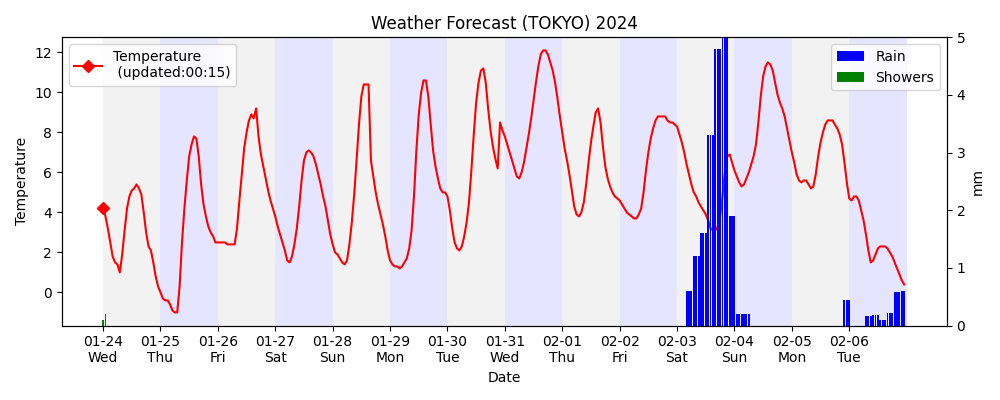 Weather Forecast (TOKYO) 2024
Temperature
(updated:00:15)
Rain
Showers
Temperature
12
10
8
6
4
2
0
5
4
3
2
1
0
mm
01-24 01-25 01-26 01-27 01-28 01-29 01-30 01-31 02-01 02-02 02-03 02-04 02-05 02-06
Wed Thu Fri Sat Sun Mon Tue Wed Thu Fri Sat Sun Mon Tue
Date